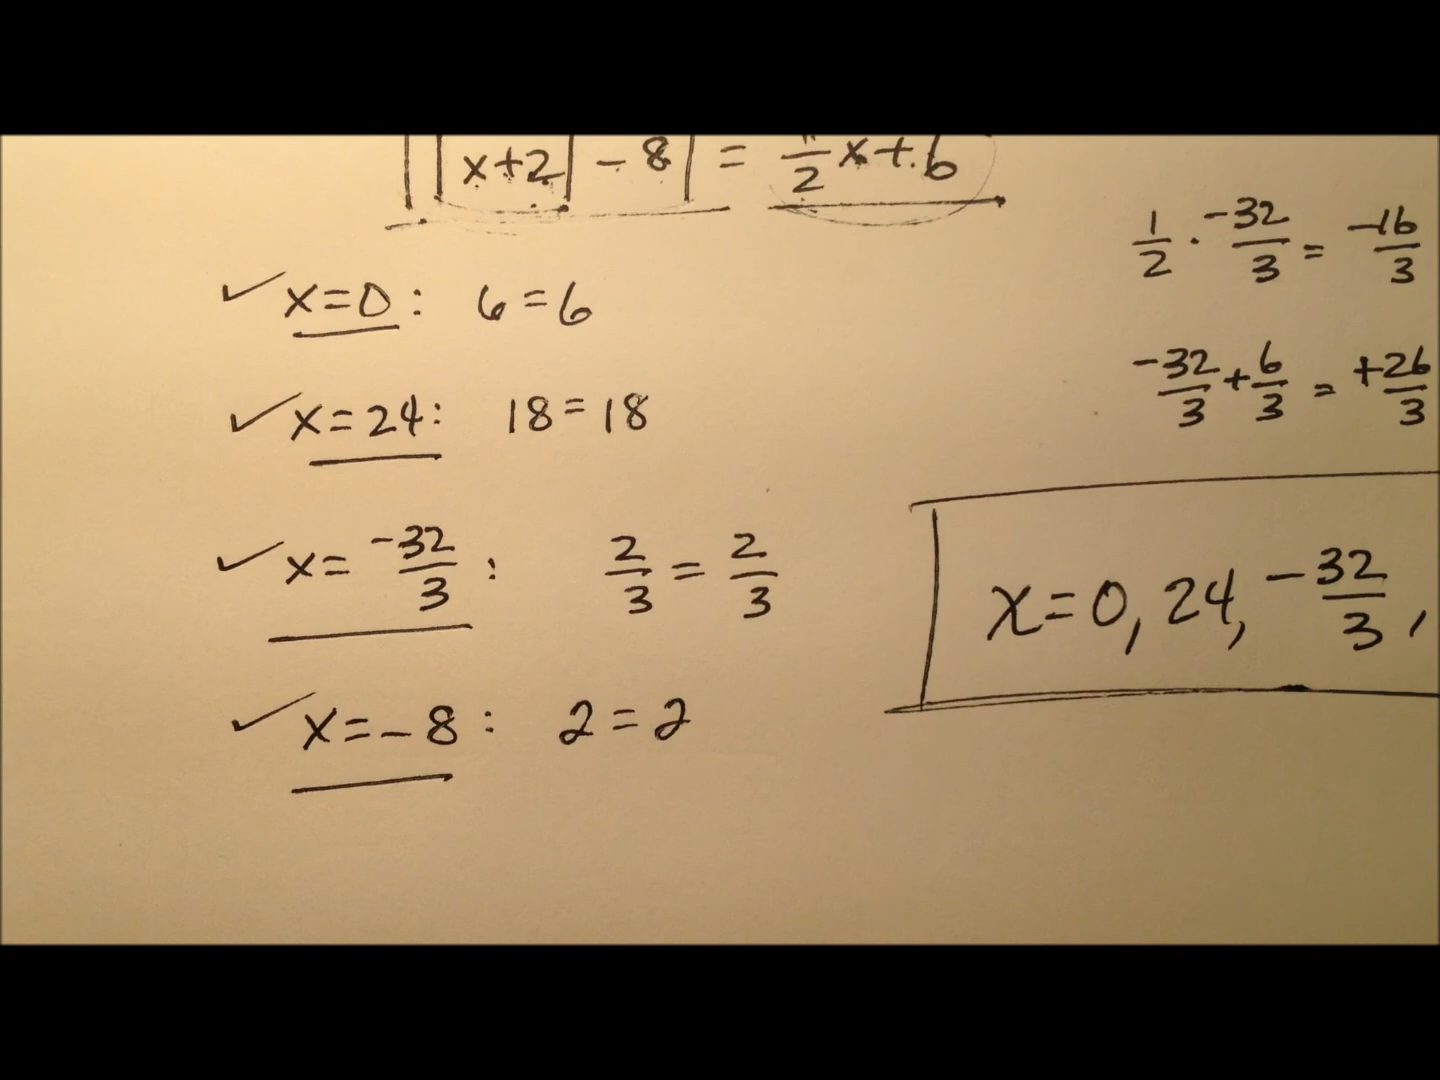 ||x+2| - 8| = 1/2 x + 6
1/2 · -32/3 = -16/3
✓ x=0 : 6=6
-32/3 + 6/3 = +26/3
✓ x=24: 18=18
✓ x= -32/3 : 2/3 = 2/3
x=0, 24, -32/3,
✓ x=-8 : 2=2